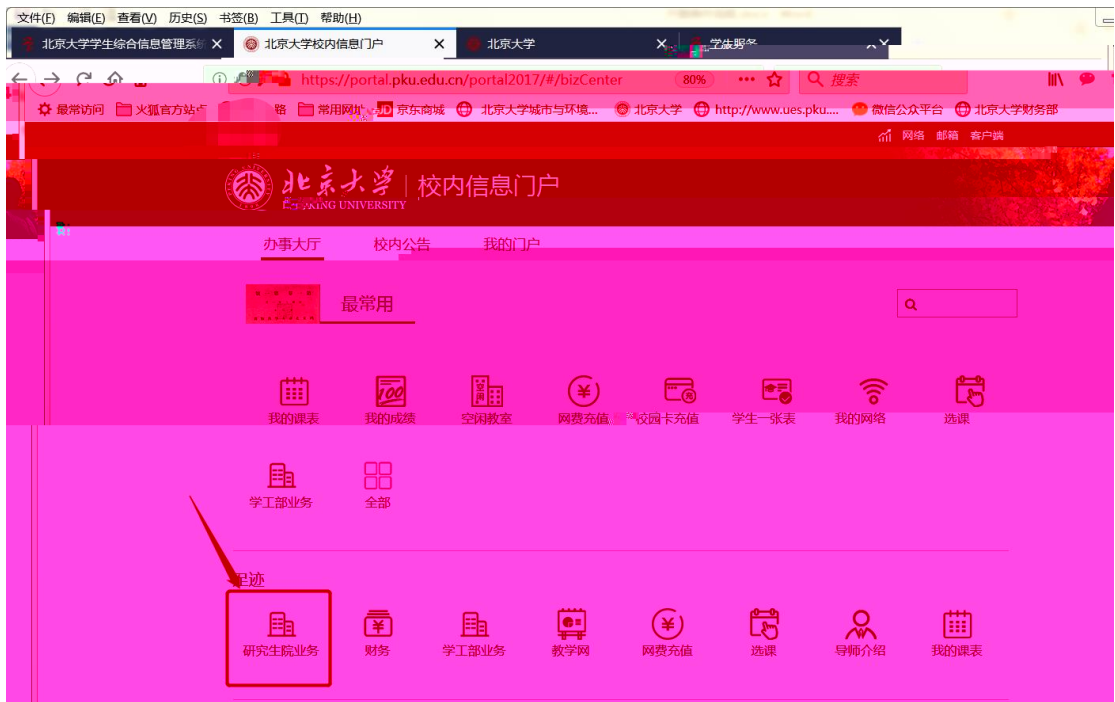 文件(F) 编辑(E) 查看(V) 历史(S) 书签(B) 工具(T) 帮助(H)
北京大学学生综合信息管理系统 × 北京大学校内信息门户 × 北京大学 ×
https://portal.pku.edu.cn/portal2017/#/bizCenter 80% 搜索
最常访问 火狐官方站点 常用网址 JD 京东商城 北京大学城市与环境... 北京大学 http://www.ues.pku.... 微信公众平台 北京大学财务部
网络 邮箱 客户端
北京大学 校内信息门户
PEKING UNIVERSITY
办事大厅 校内公告 我的门户
最常用
我的课表 我的成绩 空闲教室 网费充值 校园卡充值 学生一张表 我的网络 选课
学工部业务 全部
足迹
研究生院业务 财务 学工部业务 教学网 网费充值 选课 导师介绍 我的课表